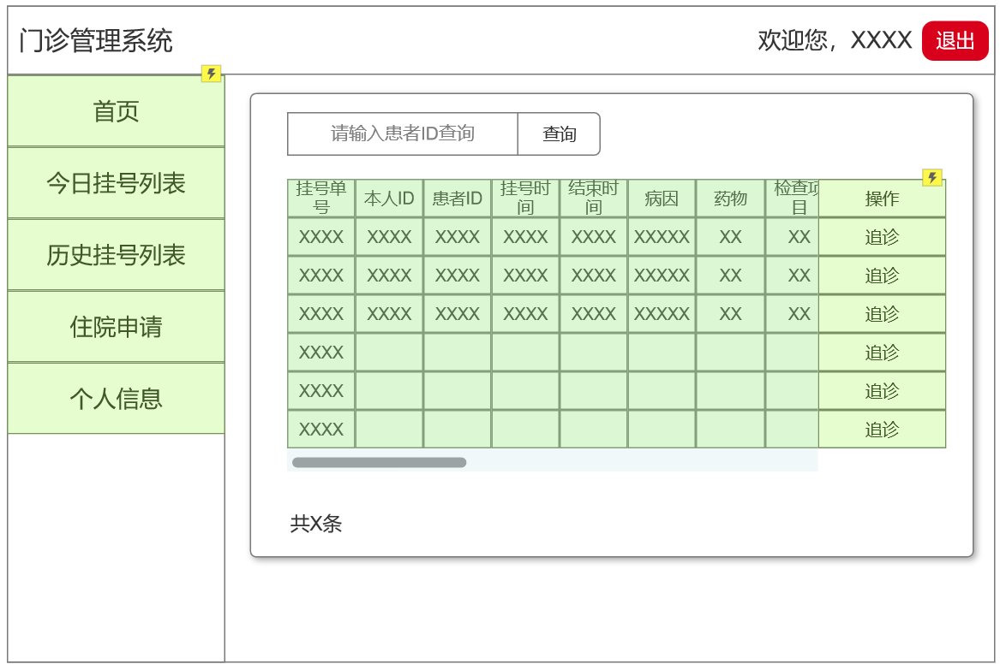 门诊管理系统
欢迎您，XXXX 退出
首页
今日挂号列表
历史挂号列表
住院申请
个人信息
请输入患者ID查询 查询
挂号单号 本人ID 患者ID 挂号时间 结束时间 病因 药物 检查项目 操作
XXXX XXXX XXXX XXXX XXXX XXXXX XX XX 追诊
XXXX XXXX XXXX XXXX XXXX XXXXX XX XX 追诊
XXXX XXXX XXXX XXXX XXXX XXXXX XX XX 追诊
XXXX 追诊
XXXX 追诊
XXXX 追诊
共X条